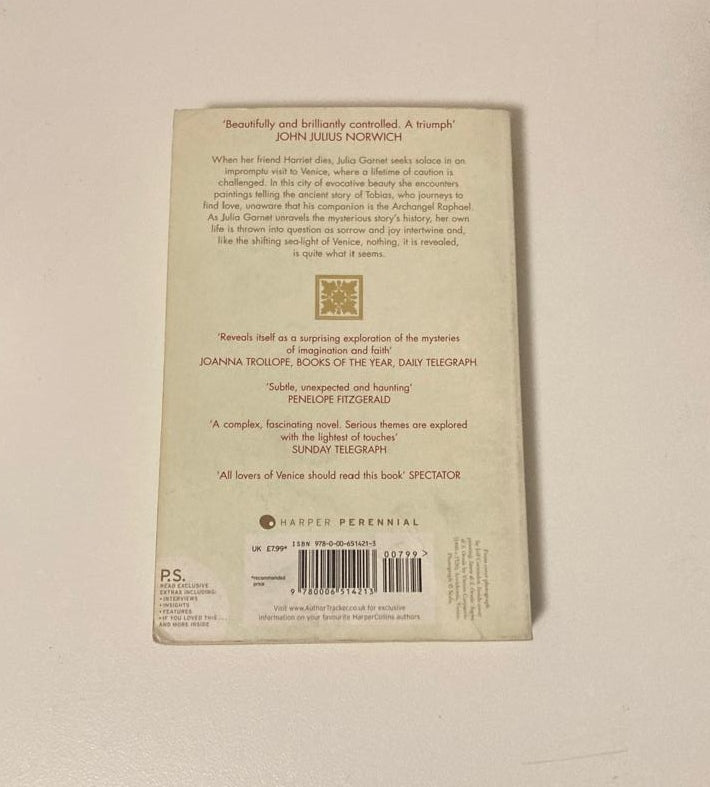 'Beautifully and brilliantly controlled. A triumph'
JOHN JULIUS NORWICH
When her friend Harriet dies, Julia Garnet seeks solace in an
impromptu visit to Venice, where a lifetime of caution is
challenged. In this city of evocative beauty she encounters
paintings telling the ancient story of Tobias, who journeys to
find love, unaware that his companion is the Archangel Raphael.
As Julia Garnet unravels the mysterious story's history, her own
life is thrown into question as sorrow and joy intertwine and,
like the shifting sea-light of Venice, nothing, it is revealed,
is quite what it seems.
'Reveals itself as a surprising exploration of the mysteries
of imagination and faith'
JOANNA TROLLOPE, BOOKS OF THE YEAR, DAILY TELEGRAPH
'Subtle, unexpected and haunting'
PENELOPE FITZGERALD
'A complex, fascinating novel. Serious themes are explored
with the lightest of touches'
SUNDAY TELEGRAPH
'All lovers of Venice should read this book' SPECTATOR
HARPER PERENNIAL
ISBN 978-0-00-651421-3
UK £7.99*
00799>
*recommended
price
9 780006 514213
Visit www.AuthorTracker.co.uk for exclusive
information on your favourite HarperCollins authors
P.S.
READ EXCLUSIVE
EXTRAS INCLUDING:
• INTERVIEWS
• INSIGHTS
• FEATURES
• IF YOU LOVED THIS...
AND MORE INSIDE
Front cover photograph